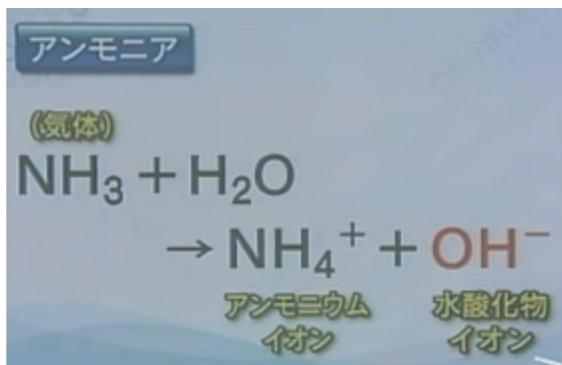 アンモニア
(気体)
NH₃ + H₂O
→ NH₄⁺ + OH⁻
アンモニウム 水酸化物
イオン イオン